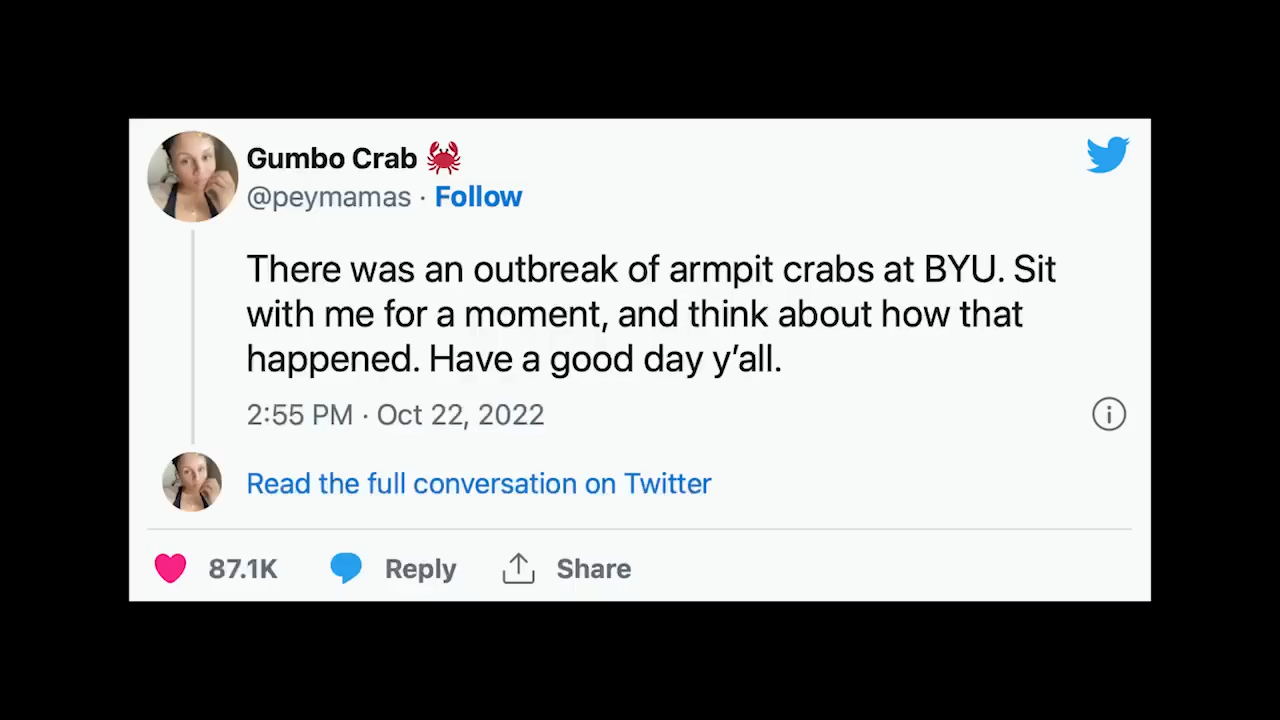 Gumbo Crab 🦀
@peymamas · Follow
There was an outbreak of armpit crabs at BYU. Sit
with me for a moment, and think about how that
happened. Have a good day y’all.
2:55 PM · Oct 22, 2022
Read the full conversation on Twitter
87.1K Reply Share